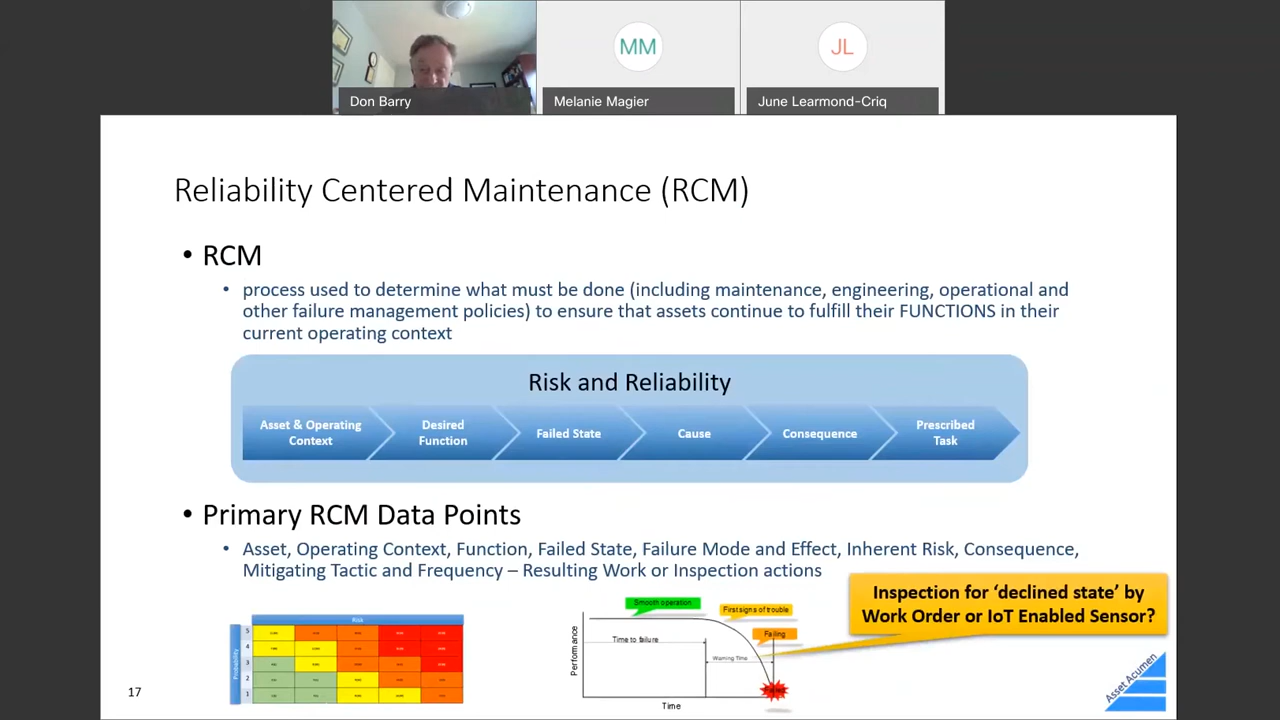 MM
JL
Don Barry
Melanie Magier
June Learmond-Criq
Reliability Centered Maintenance (RCM)
• RCM
• process used to determine what must be done (including maintenance, engineering, operational and
other failure management policies) to ensure that assets continue to fulfill their FUNCTIONS in their
current operating context
Risk and Reliability
Asset & Operating
Context
Desired
Function
Failed State
Cause
Consequence
Prescribed
Task
• Primary RCM Data Points
• Asset, Operating Context, Function, Failed State, Failure Mode and Effect, Inherent Risk, Consequence,
Mitigating Tactic and Frequency – Resulting Work or Inspection actions
Inspection for ‘declined state’ by
Work Order or IoT Enabled Sensor?
Risk
Probability
5
4
3
2
1
Smooth operation
First signs of trouble
Failing
Time to failure
Warning Time
Performance
Time
17
Asset Acumen